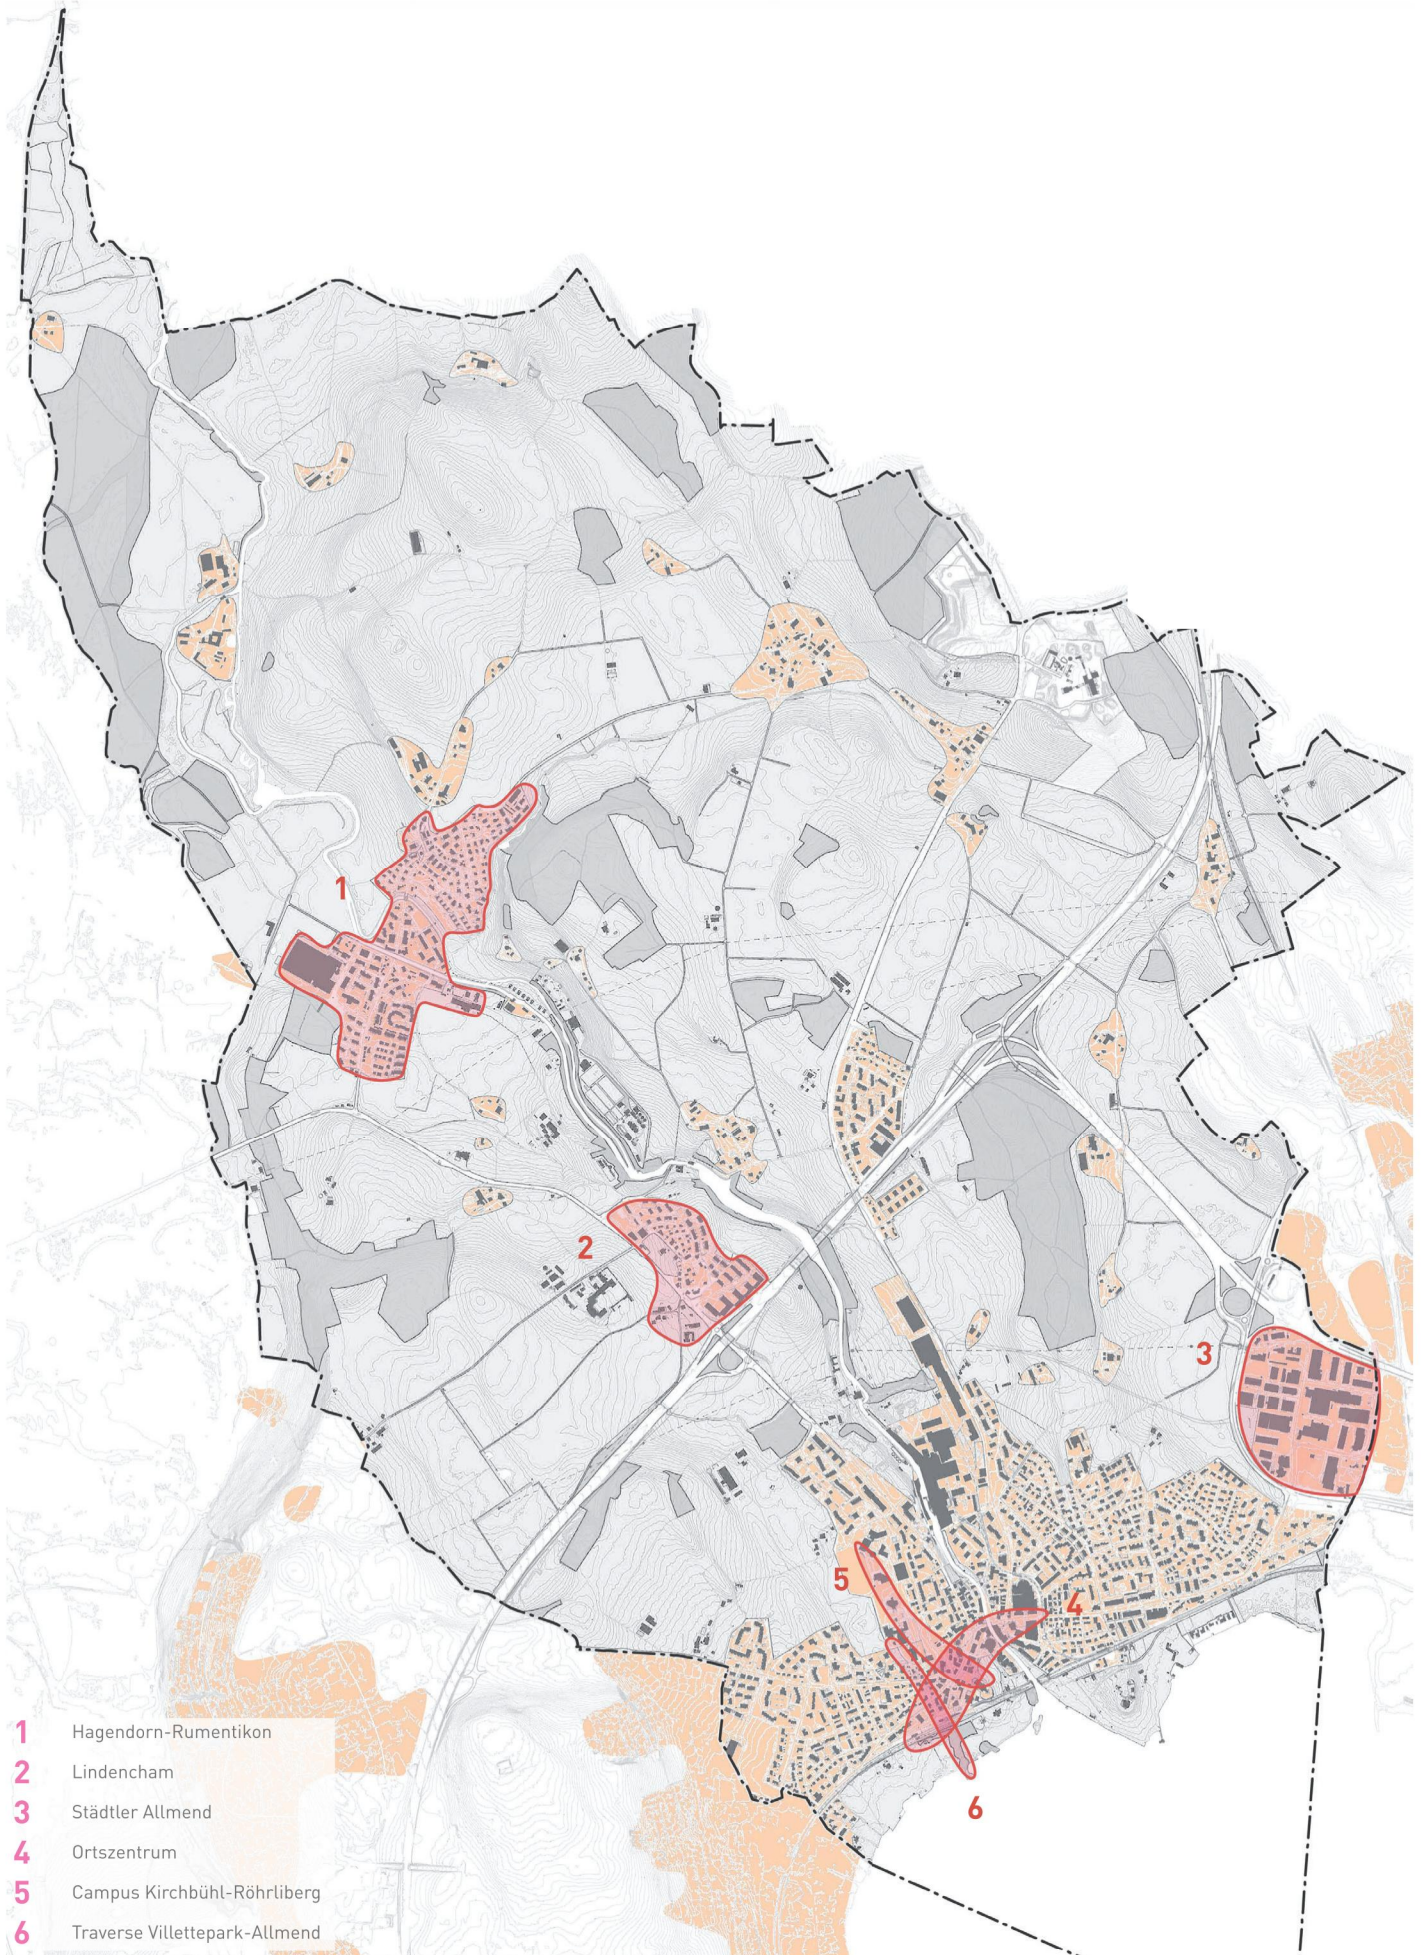 1
2
3
5
4
6
1 Hagendorn-Rumentikon
2 Lindencham
3 Städtler Allmend
4 Ortszentrum
5 Campus Kirchbühl-Röhrliberg
6 Traverse Villettepark-Allmend